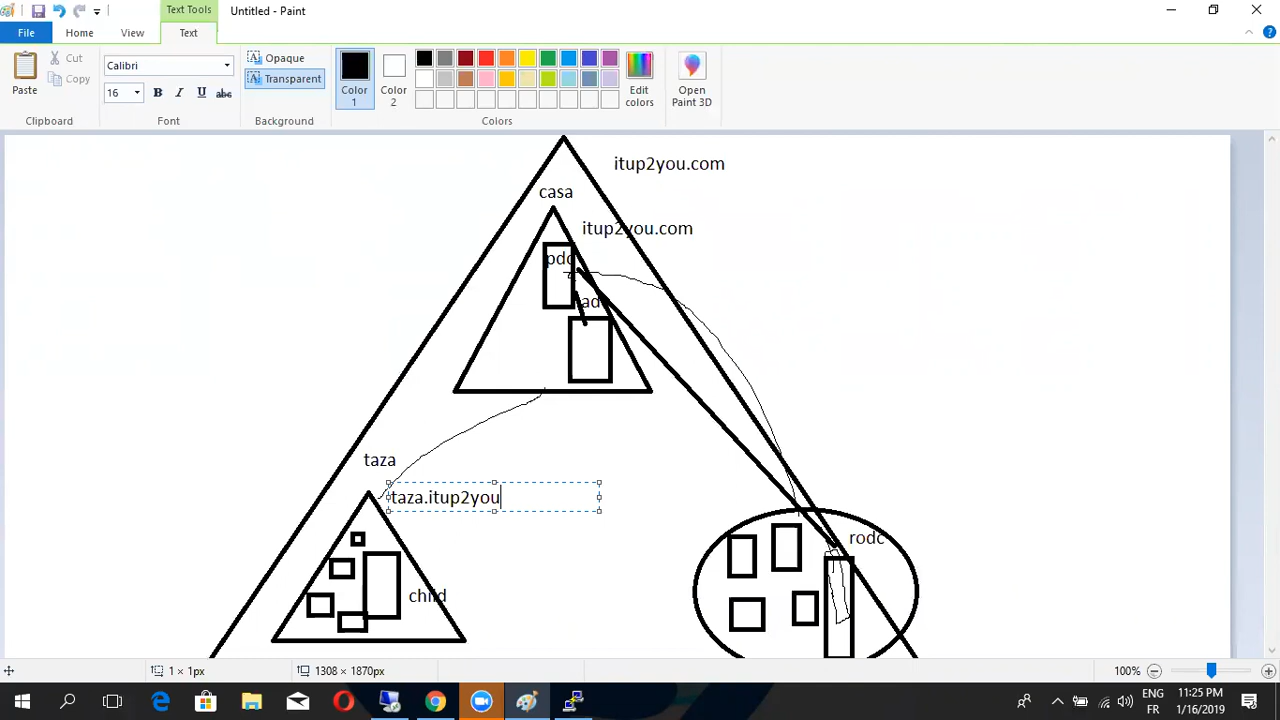 Text Tools
Untitled - Paint
File
Home
View
Text
Paste
Cut
Copy
Clipboard
Calibri
16
B I U abc
Font
Opaque
Transparent
Background
Color 1
Color 2
Edit colors
Colors
Open Paint 3D
itup2you.com
casa
itup2you.com
pdc
taza
taza.itup2you
rodc
child
1 × 1px
1308 × 1870px
100%
ENG
FR
11:25 PM
1/16/2019